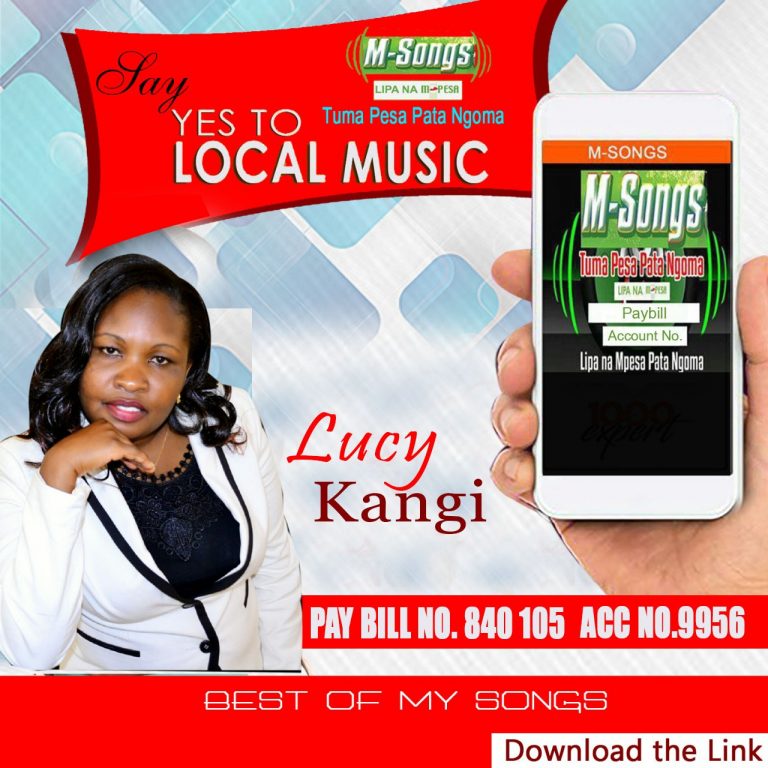 Say
YES TO
LOCAL MUSIC
M-Songs
LIPA NA M-PESA
Tuma Pesa Pata Ngoma
M-SONGS
M-Songs
Tuma Pesa Pata Ngoma
LIPA NA M-PESA
Paybill
Account No.
Lipa na Mpesa Pata Ngoma
expert
Lucy
Kangi
PAY BILL NO. 840 105 ACC NO.9956
BEST OF MY SONGS
Download the Link